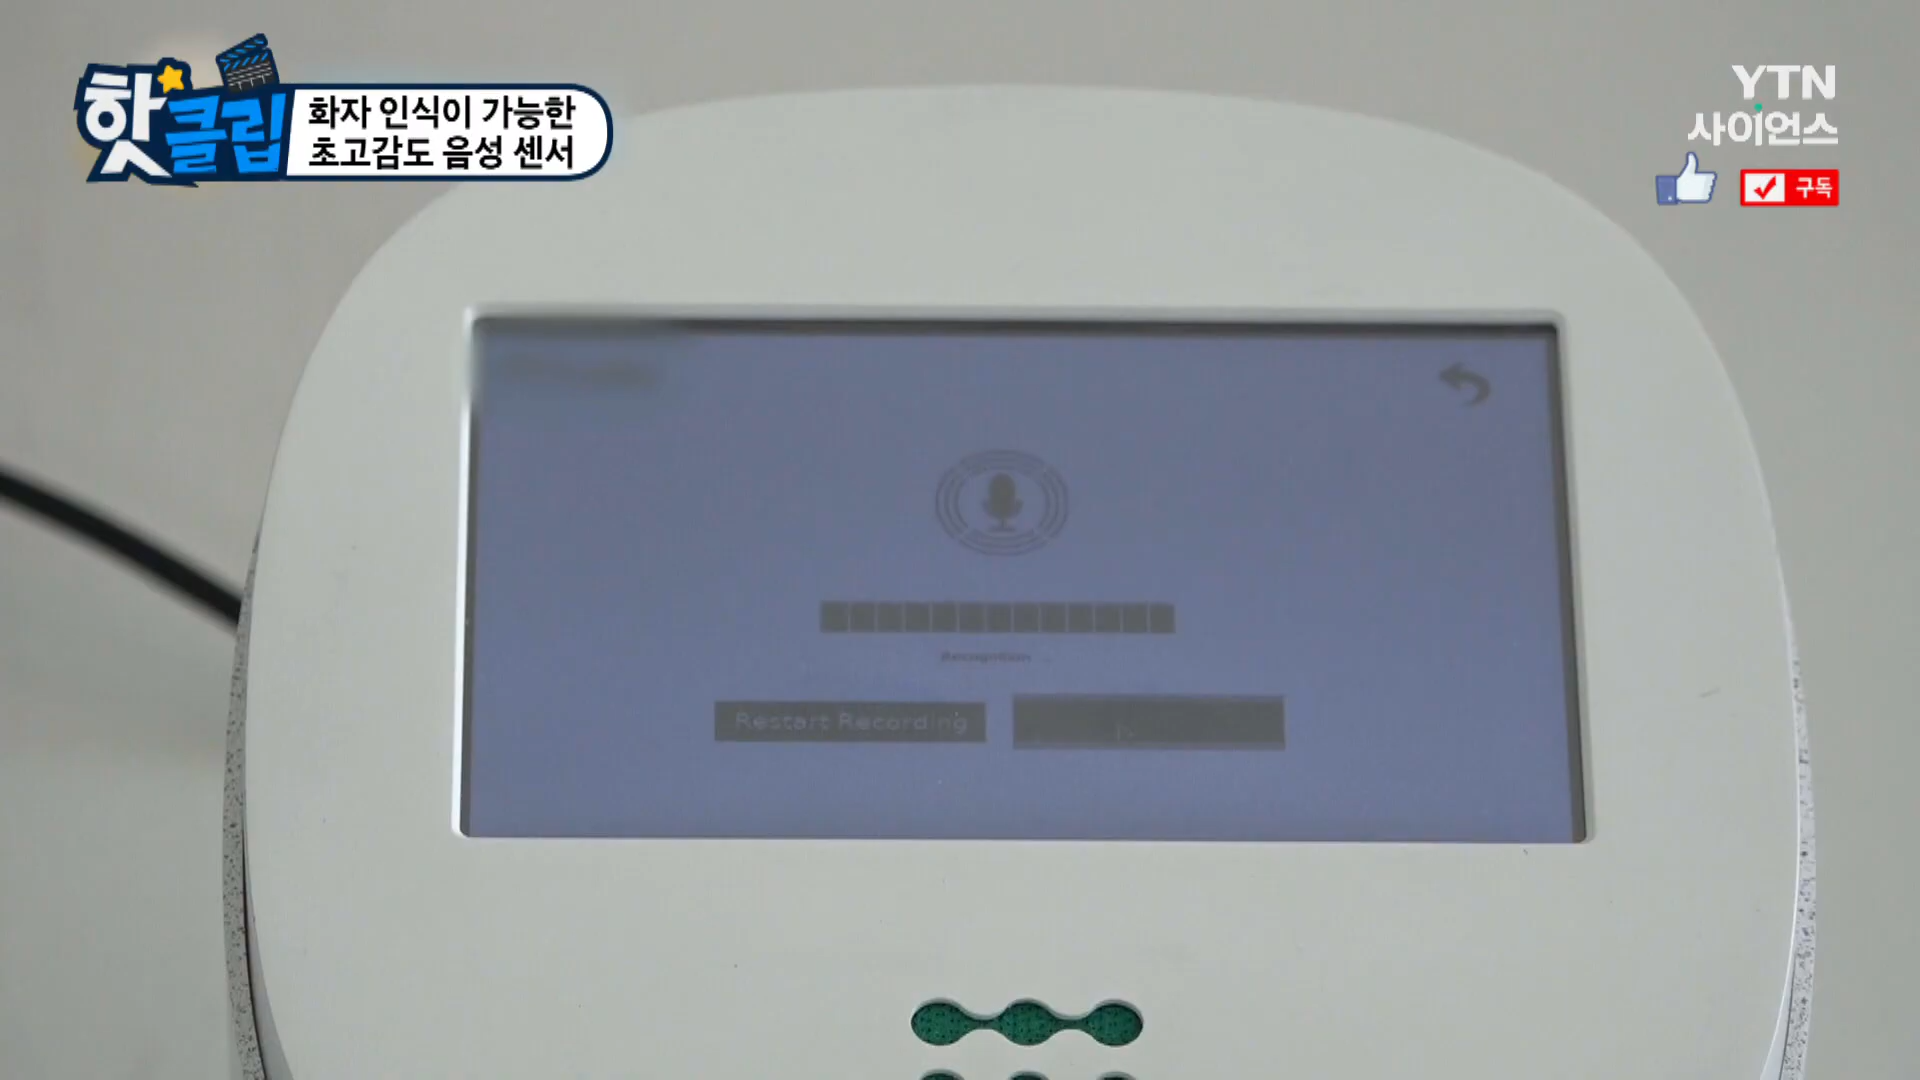 핫클립
화자 인식이 가능한
초고감도 음성 센서
YTN
사이언스
구독
Recognition
Restart Recording